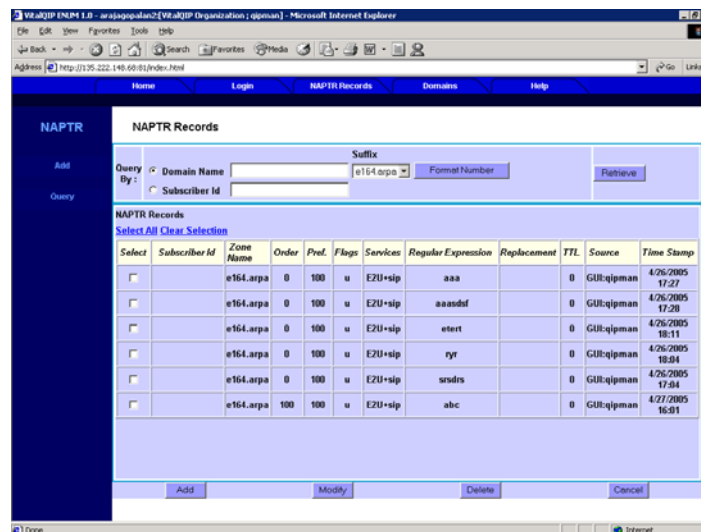 VitalQIP ENUM 1.0 - arajagopalan2:[VitalQIP Organization ; qipman] - Microsoft Internet Explorer
File Edit View Favorites Tools Help
Back Search Favorites Media
Address http://135.222.148.68:81/index.html Go Links
Home Login NAPTR Records Domains Help
NAPTR NAPTR Records
Add
Query
Suffix
Query By : Domain Name e164.arpa Format Number Retrieve
Subscriber Id
NAPTR Records
Select All Clear Selection
Select Subscriber Id Zone Name Order Pref. Flags Services Regular Expression Replacement TTL Source Time Stamp
e164.arpa 0 100 u E2U+sip aaa 0 GUI:qipman 4/26/2005 17:27
e164.arpa 0 100 u E2U+sip aaasdsf 0 GUI:qipman 4/26/2005 17:28
e164.arpa 0 100 u E2U+sip etert 0 GUI:qipman 4/26/2005 18:11
e164.arpa 0 100 u E2U+sip ryr 0 GUI:qipman 4/26/2005 18:04
e164.arpa 0 100 u E2U+sip srsdrs 0 GUI:qipman 4/26/2005 17:04
e164.arpa 100 100 u E2U+sip abc 0 GUI:qipman 4/27/2005 16:01
Add Modify Delete Cancel
Done Internet